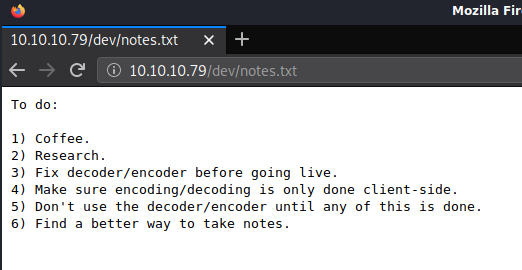 Mozilla Fire
10.10.10.79/dev/notes.txt
10.10.10.79/dev/notes.txt
To do:
1) Coffee.
2) Research.
3) Fix decoder/encoder before going live.
4) Make sure encoding/decoding is only done client-side.
5) Don't use the decoder/encoder until any of this is done.
6) Find a better way to take notes.